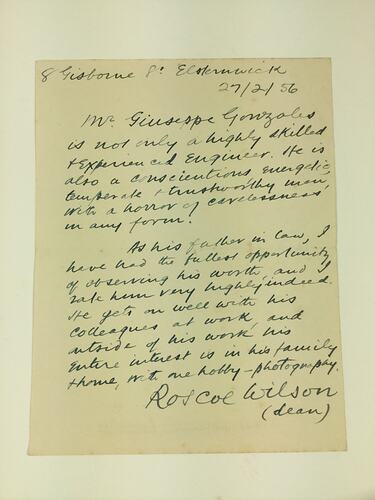 8 Gisborne St Elsternwick
27/2/56
Mr Giuseppe Gonzales
is not only a highly skilled
+ Experienced Engineer. He is
also a conscientious, energetic,
temperate + trustworthy man,
with a horror of carelessness
in any form.
As his father in law, I
have had the fullest opportunity
of observing his worth, and I
rate him very highly indeed.
He gets on well with his
colleagues at work, and
outside of his work his
Entire interest is in his family
+ home, with one hobby - photography.
Roscoe Wilson
(dean)